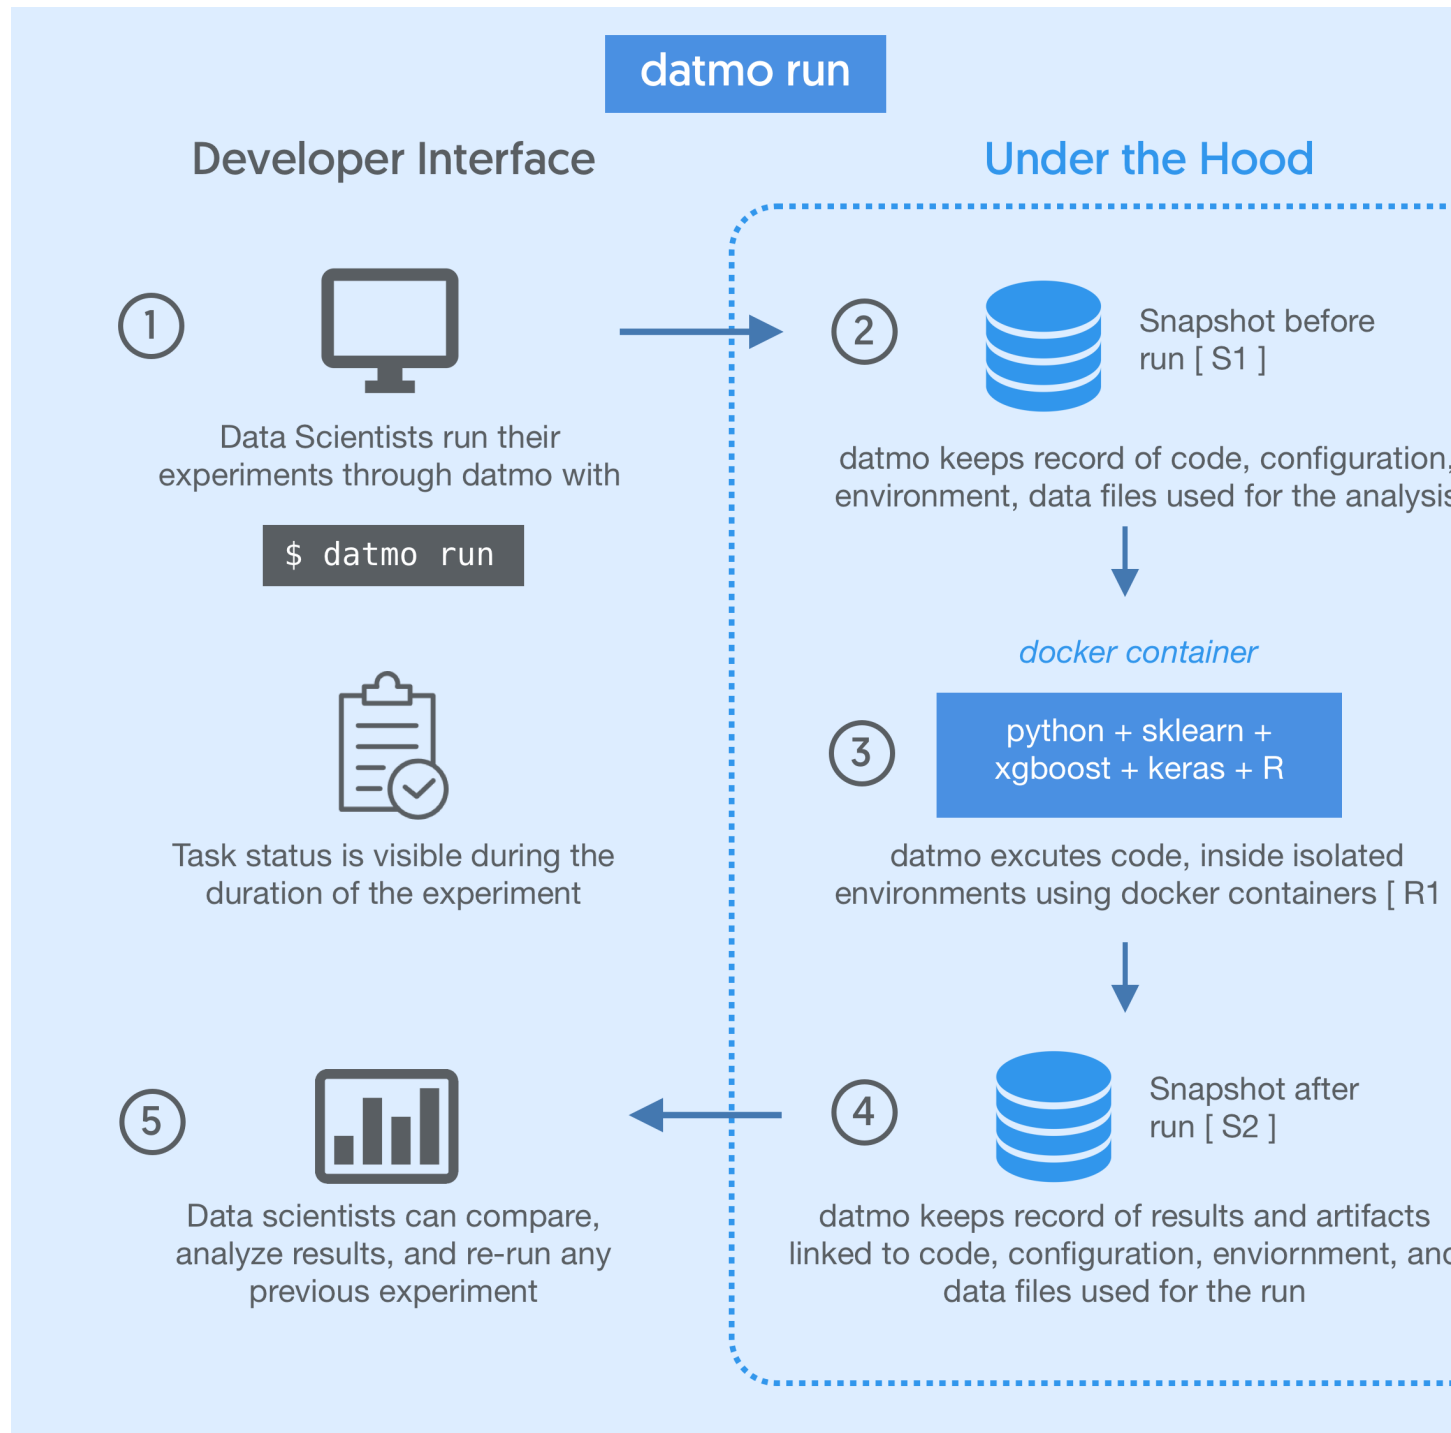 datmo run
Developer Interface
Under the Hood
1
Data Scientists run their
experiments through datmo with
$ datmo run
Task status is visible during the
duration of the experiment
2
Snapshot before
run [ S1 ]
datmo keeps record of code, configuration,
environment, data files used for the analysis
docker container
3
python + sklearn +
xgboost + keras + R
datmo excutes code, inside isolated
environments using docker containers [ R1
4
Snapshot after
run [ S2 ]
datmo keeps record of results and artifacts
linked to code, configuration, enviornment, and
data files used for the run
5
Data scientists can compare,
analyze results, and re-run any
previous experiment